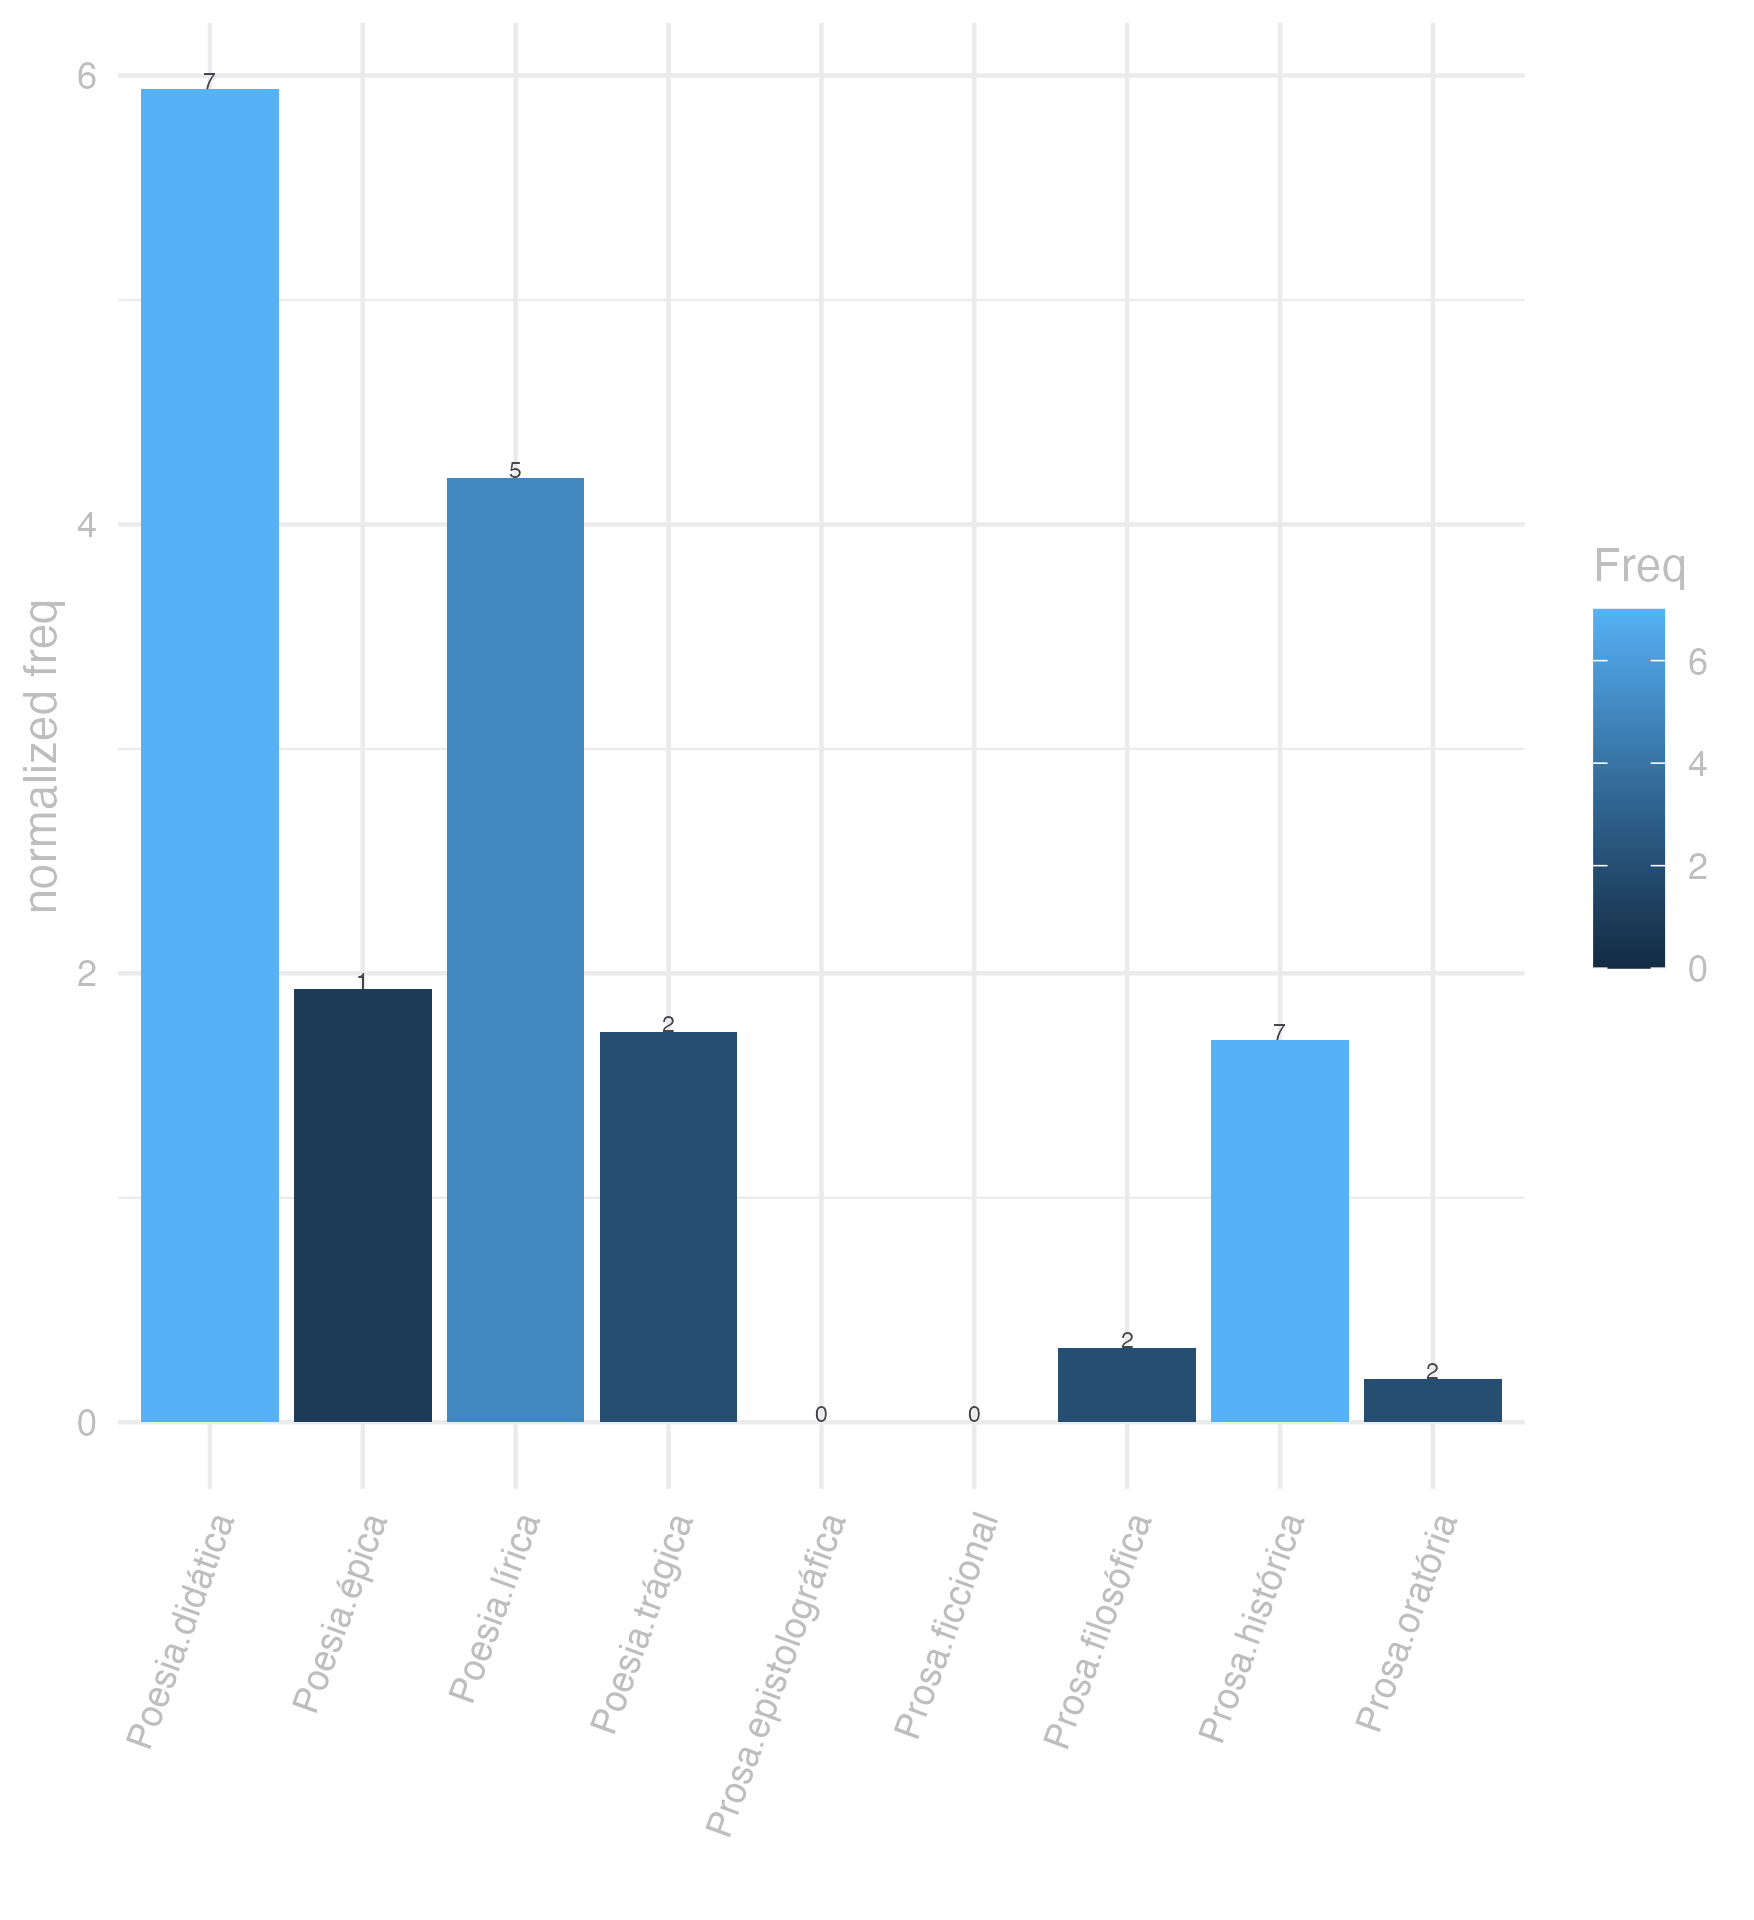 normalized freq
6
4
2
0
7
1
5
2
0
0
2
7
2
Poesia.didática
Poesia.épica
Poesia.lírica
Poesia.trágica
Prosa.epistolográfica
Prosa.ficcional
Prosa.filosófica
Prosa.histórica
Prosa.oratória
Freq
6
4
2
0